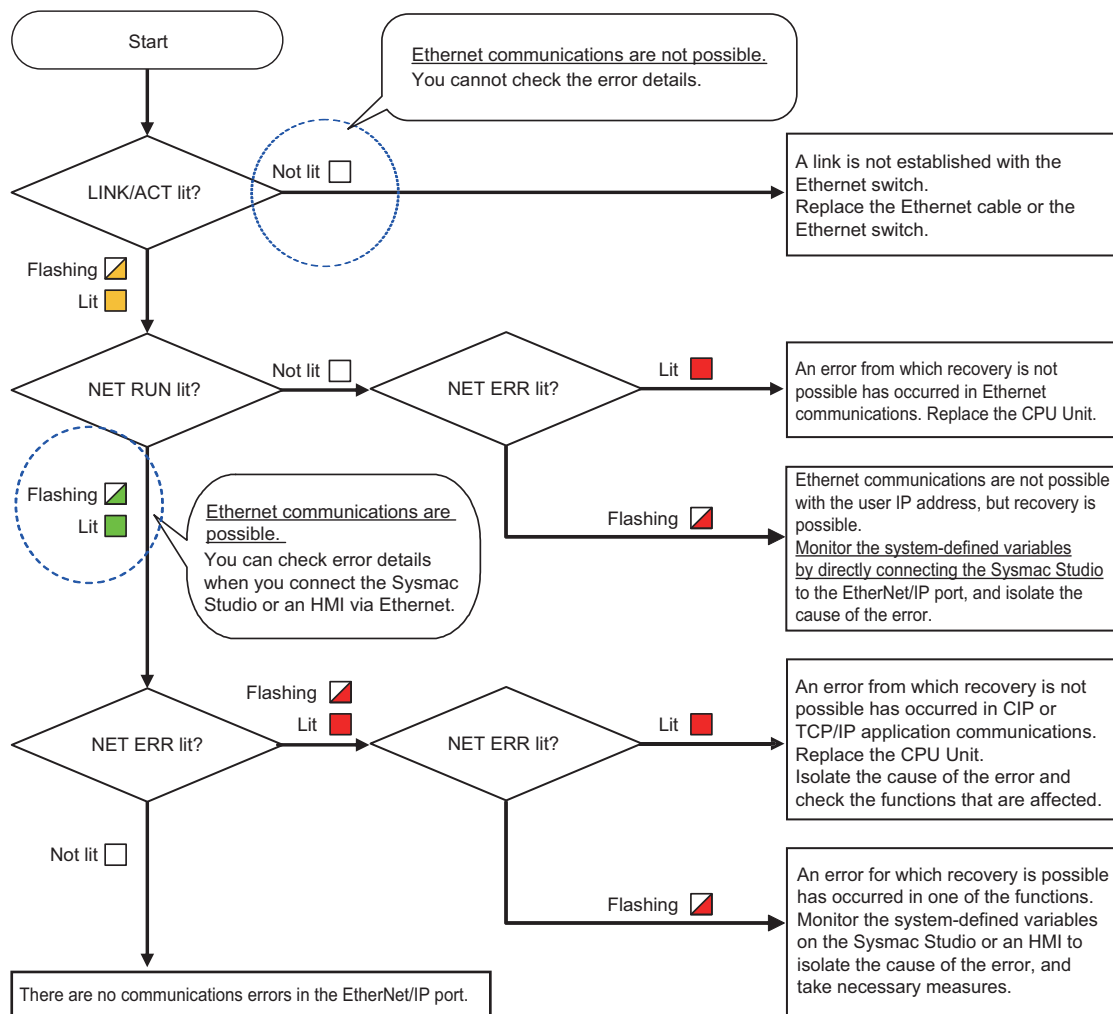 Start
Ethernet communications are not possible.
You cannot check the error details.
LINK/ACT lit?
Not lit
A link is not established with the
Ethernet switch.
Replace the Ethernet cable or the
Ethernet switch.
Flashing
Lit
NET RUN lit?
Not lit
NET ERR lit?
Lit
An error from which recovery is not
possible has occurred in Ethernet
communications. Replace the CPU Unit.
Flashing
Lit
Ethernet communications are
possible.
You can check error details
when you connect the Sysmac
Studio or an HMI via Ethernet.
Flashing
Ethernet communications are not possible
with the user IP address, but recovery is
possible.
Monitor the system-defined variables
by directly connecting the Sysmac Studio
to the EtherNet/IP port, and isolate the
cause of the error.
NET ERR lit?
Flashing
Lit
NET ERR lit?
Lit
An error from which recovery is not
possible has occurred in CIP or
TCP/IP application communications.
Replace the CPU Unit.
Isolate the cause of the error and
check the functions that are affected.
Not lit
Flashing
An error for which recovery is possible
has occurred in one of the functions.
Monitor the system-defined variables
on the Sysmac Studio or an HMI to
isolate the cause of the error, and
take necessary measures.
There are no communications errors in the EtherNet/IP port.